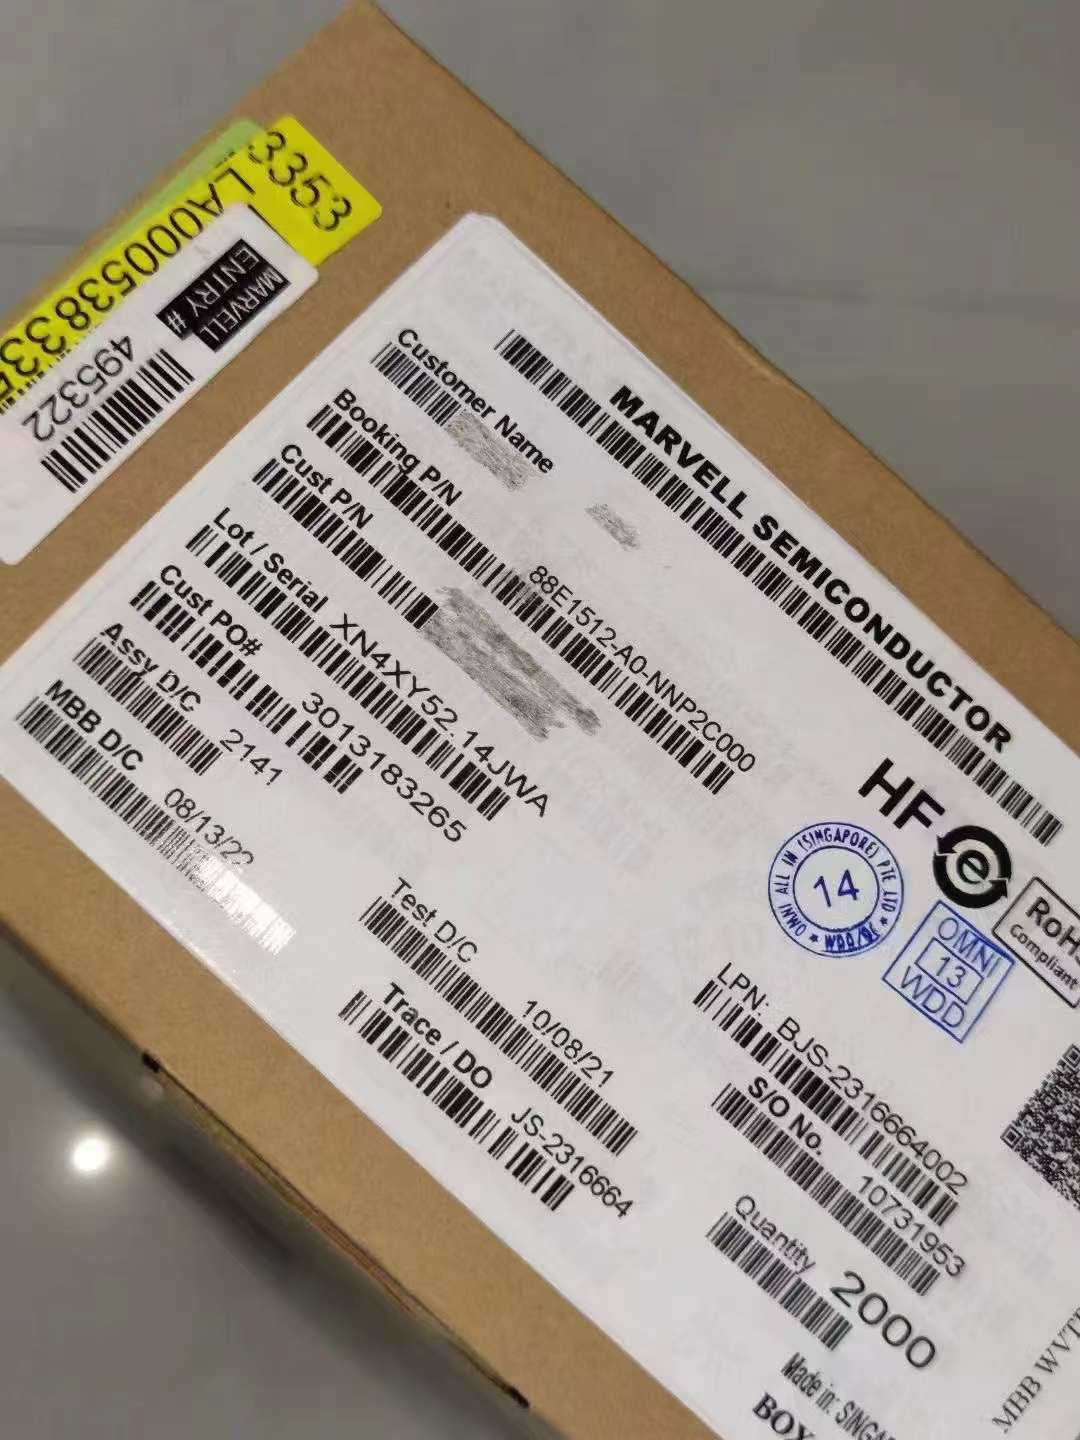 3353
LA00053833
MARVELL
ENTRY #
495322
MARVELL SEMICONDUCTOR
Customer Name
Booking P/N
88E1512-A0-NNP2C000
Cust P/N
Lot / Serial
XN4XY52.14JWA
Cust PO#
3013183265
Assy D/C
2141
MBB D/C
08/13/22
Test D/C
10/08/21
Trace / DO
JS-2316664
HF
e
RoHS
Compliant
OMNI ALL IN (SINGAPORE) PTE LTD
14
OMNI
13
WDD
LPN: BJS-2316664002
S/O No.
10731953
Quantity
2000
Made in:
BOX
MBB